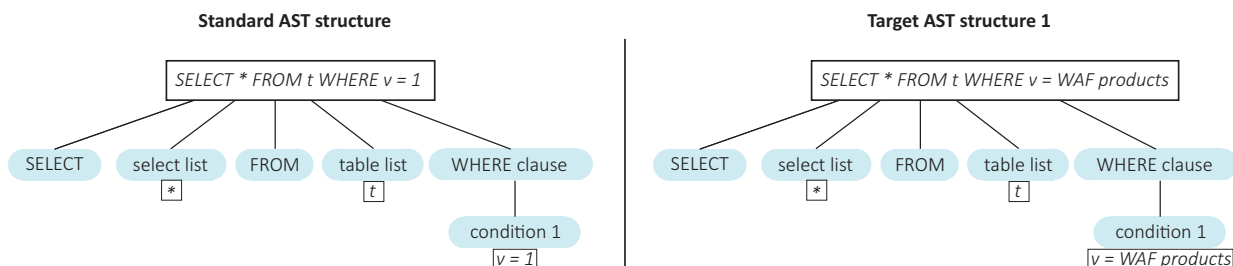 Standard AST structure
SELECT * FROM t WHERE v = 1
SELECT
select list
FROM
table list
WHERE clause
*
t
condition 1
v = 1
Target AST structure 1
SELECT * FROM t WHERE v = WAF products
SELECT
select list
FROM
table list
WHERE clause
*
t
condition 1
v = WAF products